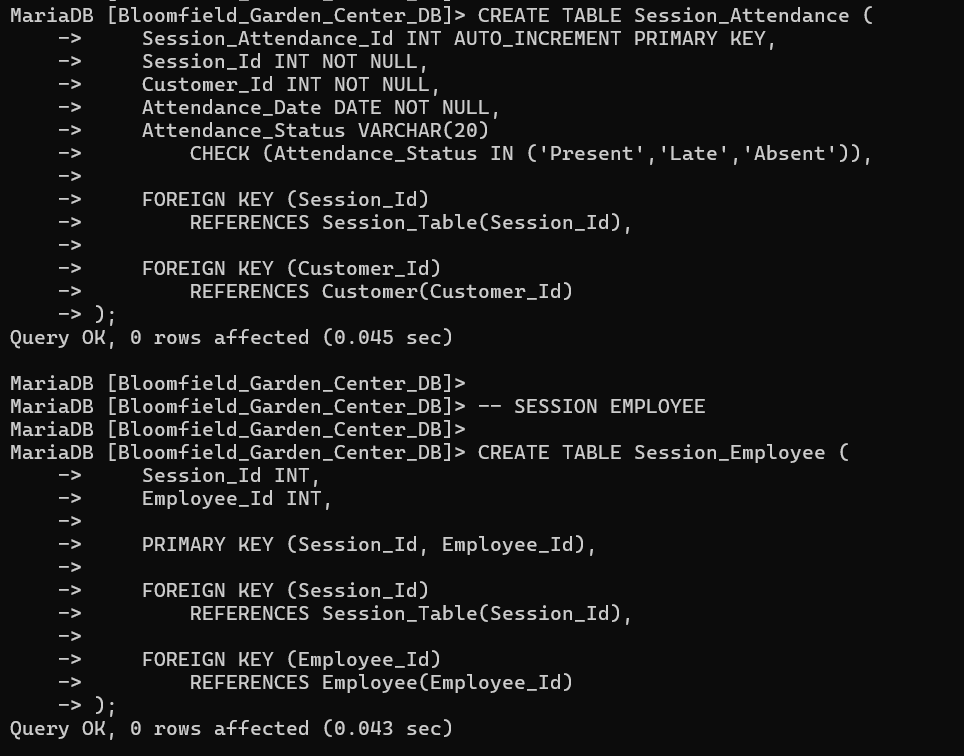 MariaDB [Bloomfield_Garden_Center_DB]> CREATE TABLE Session_Attendance (
    ->     Session_Attendance_Id INT AUTO_INCREMENT PRIMARY KEY,
    ->     Session_Id INT NOT NULL,
    ->     Customer_Id INT NOT NULL,
    ->     Attendance_Date DATE NOT NULL,
    ->     Attendance_Status VARCHAR(20)
    ->         CHECK (Attendance_Status IN ('Present','Late','Absent')),
    ->
    ->     FOREIGN KEY (Session_Id)
    ->         REFERENCES Session_Table(Session_Id),
    ->
    ->     FOREIGN KEY (Customer_Id)
    ->         REFERENCES Customer(Customer_Id)
    -> );
Query OK, 0 rows affected (0.045 sec)

MariaDB [Bloomfield_Garden_Center_DB]>
MariaDB [Bloomfield_Garden_Center_DB]> -- SESSION EMPLOYEE
MariaDB [Bloomfield_Garden_Center_DB]>
MariaDB [Bloomfield_Garden_Center_DB]> CREATE TABLE Session_Employee (
    ->     Session_Id INT,
    ->     Employee_Id INT,
    ->
    ->     PRIMARY KEY (Session_Id, Employee_Id),
    ->
    ->     FOREIGN KEY (Session_Id)
    ->         REFERENCES Session_Table(Session_Id),
    ->
    ->     FOREIGN KEY (Employee_Id)
    ->         REFERENCES Employee(Employee_Id)
    -> );
Query OK, 0 rows affected (0.043 sec)